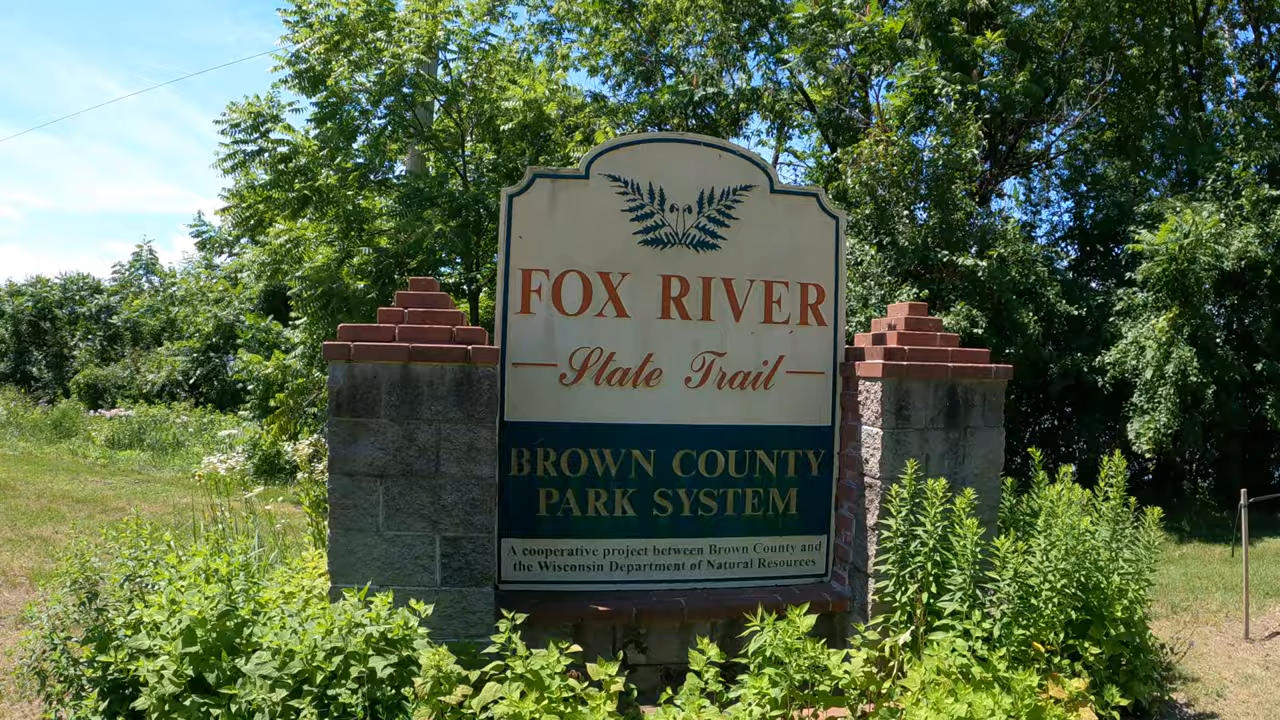 FOX RIVER
State Trail
BROWN COUNTY
PARK SYSTEM
A cooperative project between Brown County and
the Wisconsin Department of Natural Resources